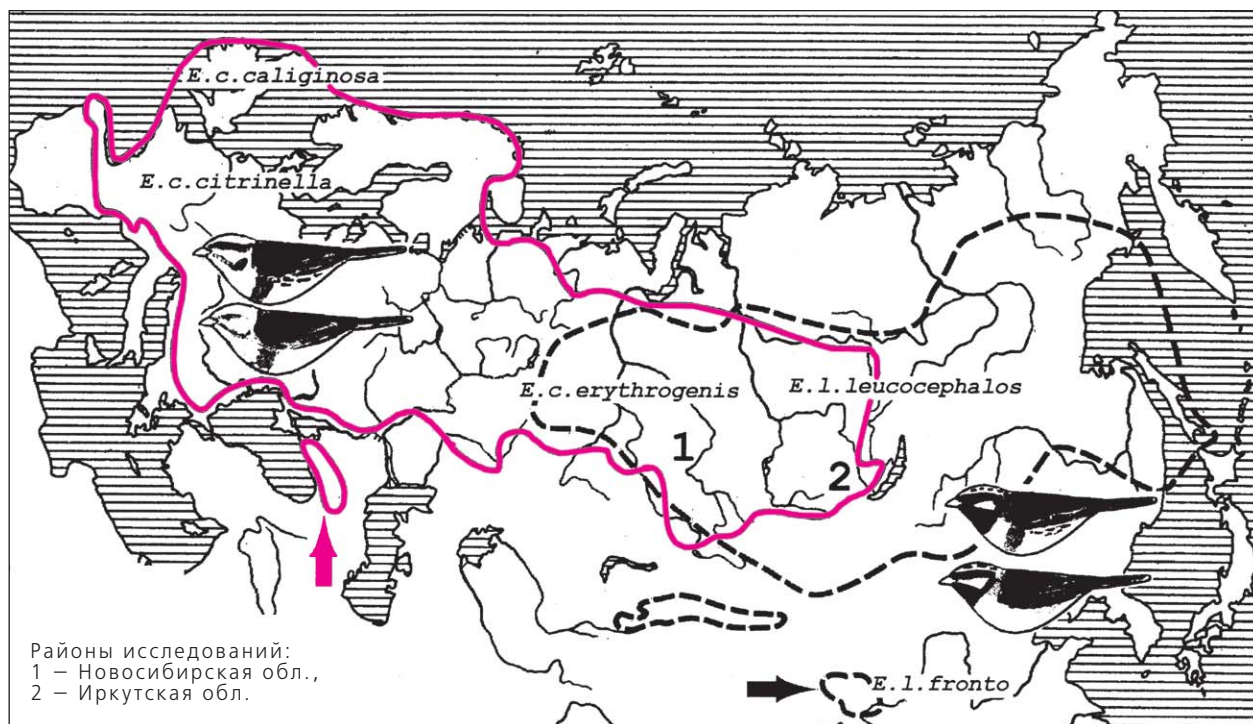 E.c.caliginosa
E.c.citrinella
E.c.erythrogenis
E.l.leucocephalos
1
2
E.l.fronto
Районы исследований:
1 – Новосибирская обл.,
2 – Иркутская обл.